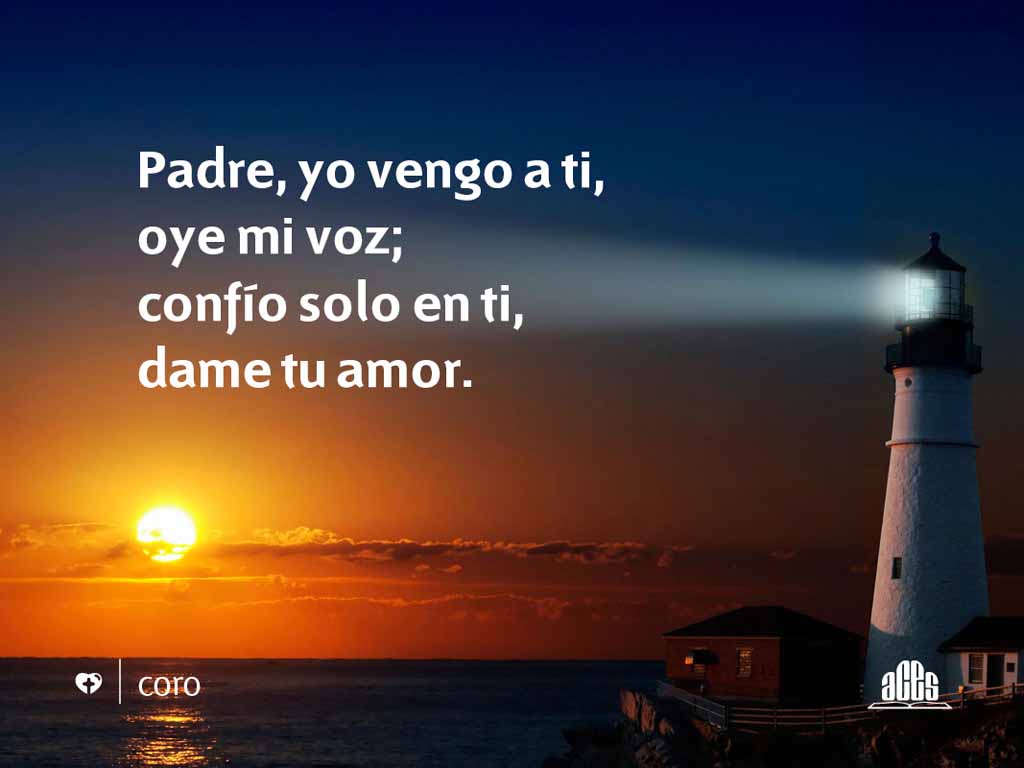 Padre, yo vengo a ti,
oye mi voz;
confío solo en ti,
dame tu amor.
coro
aces